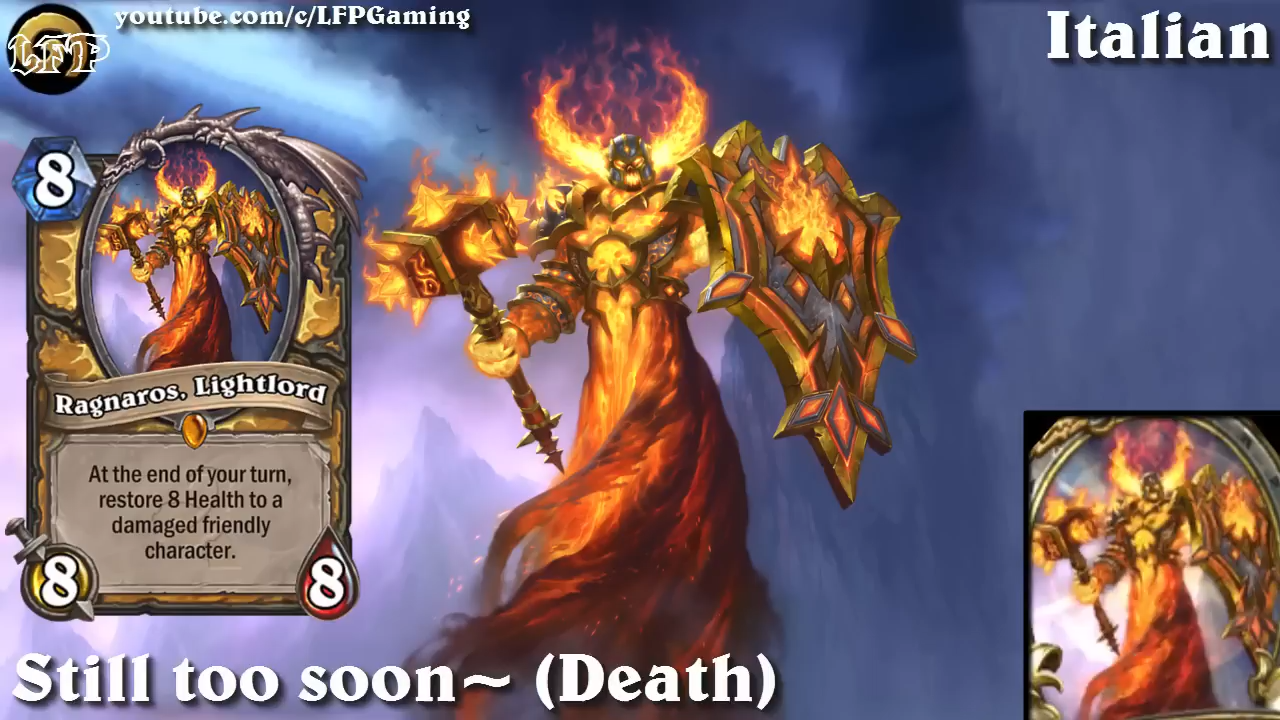 youtube.com/c/LFPGaming
LFP
Italian
8
Ragnaros, Lightlord
At the end of your turn,
restore 8 Health to a
damaged friendly
character.
8
8
Still too soon~ (Death)